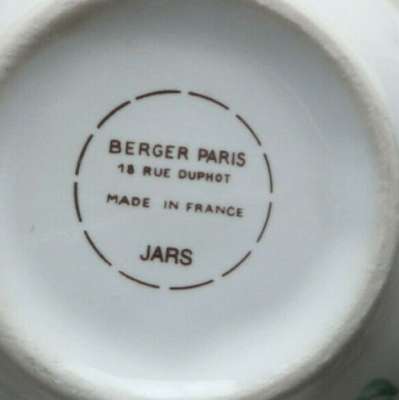 BERGER PARIS
18 RUE DUPHOT
MADE IN FRANCE
JARS